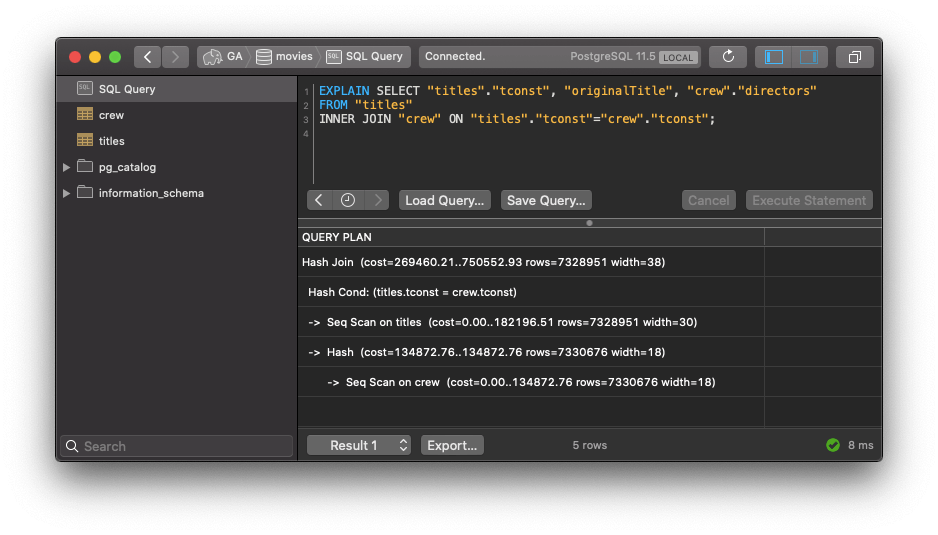 GA movies SQL Query Connected. PostgreSQL 11.5 LOCAL
SQL SQL Query
crew
titles
pg_catalog
information_schema
Search
1 EXPLAIN SELECT "titles"."tconst", "originalTitle", "crew"."directors"
2 FROM "titles"
3 INNER JOIN "crew" ON "titles"."tconst"="crew"."tconst";
4
Load Query... Save Query... Cancel Execute Statement
QUERY PLAN
Hash Join (cost=269460.21..750552.93 rows=7328951 width=38)
Hash Cond: (titles.tconst = crew.tconst)
-> Seq Scan on titles (cost=0.00..182196.51 rows=7328951 width=30)
-> Hash (cost=134872.76..134872.76 rows=7330676 width=18)
-> Seq Scan on crew (cost=0.00..134872.76 rows=7330676 width=18)
Result 1 Export... 5 rows 8 ms